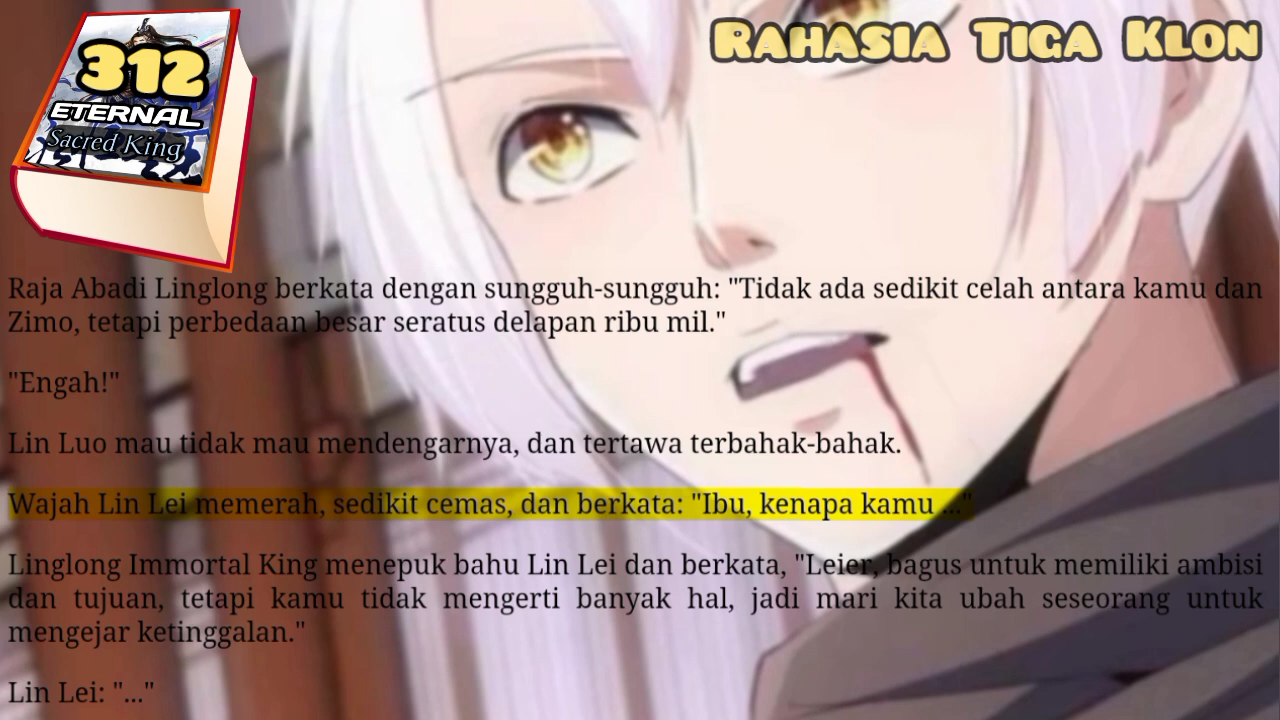 312
ETERNAL
Sacred King
Rahasia Tiga Klon
Raja Abadi Linglong berkata dengan sungguh-sungguh: "Tidak ada sedikit celah antara kamu dan
Zimo, tetapi perbedaan besar seratus delapan ribu mil."
"Engah!"
Lin Luo mau tidak mau mendengarnya, dan tertawa terbahak-bahak.
Wajah Lin Lei memerah, sedikit cemas, dan berkata: "Ibu, kenapa kamu ..."
Linglong Immortal King menepuk bahu Lin Lei dan berkata, "Leier, bagus untuk memiliki ambisi
dan tujuan, tetapi kamu tidak mengerti banyak hal, jadi mari kita ubah seseorang untuk
mengejar ketinggalan."
Lin Lei: "..."